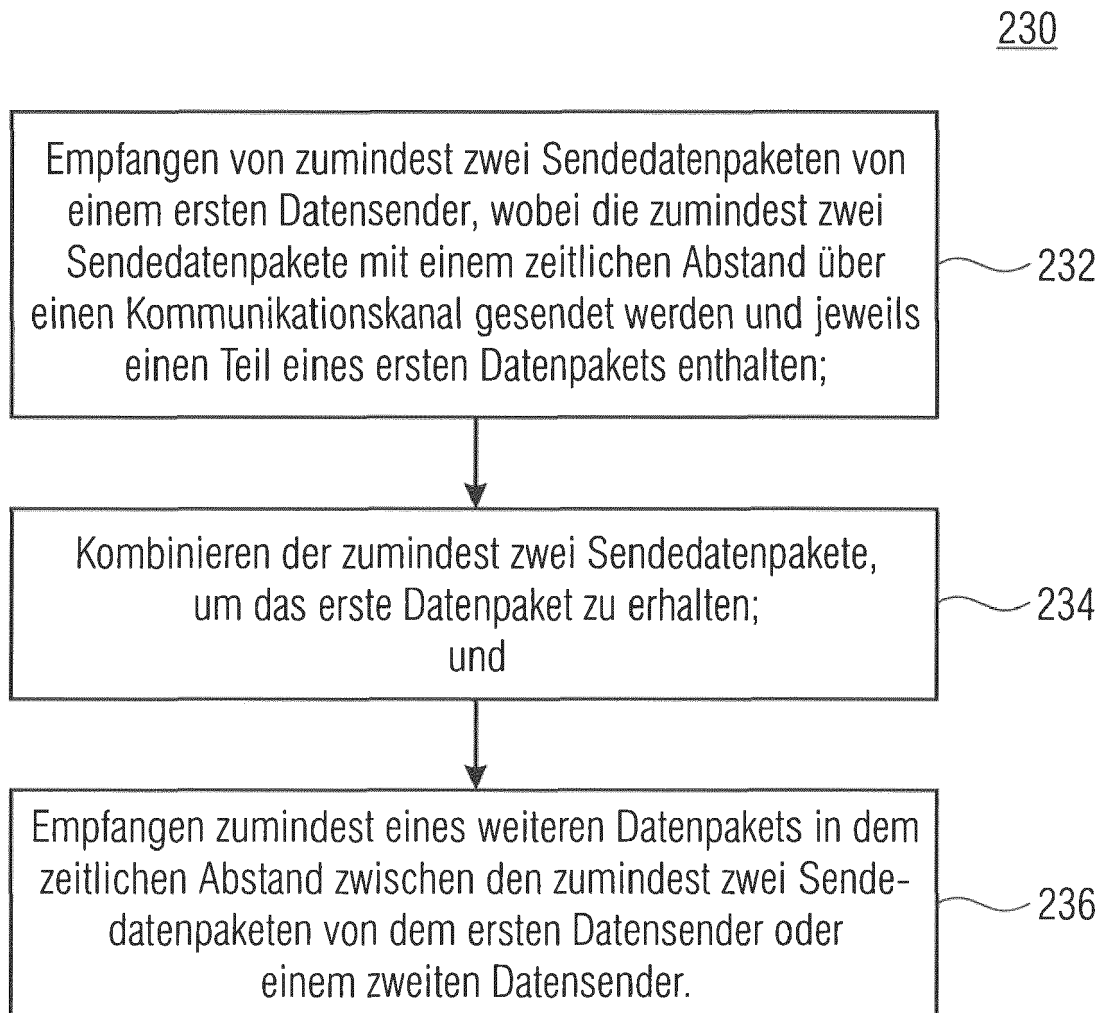 230
Empfangen von zumindest zwei Sendedatenpaketen von
einem ersten Datensender, wobei die zumindest zwei
Sendedatenpakete mit einem zeitlichen Abstand über
einen Kommunikationskanal gesendet werden und jeweils
einen Teil eines ersten Datenpakets enthalten;
232
Kombinieren der zumindest zwei Sendedatenpakete,
um das erste Datenpaket zu erhalten;
und
234
Empfangen zumindest eines weiteren Datenpakets in dem
zeitlichen Abstand zwischen den zumindest zwei Sende-
datenpaketen von dem ersten Datensender oder
einem zweiten Datensender.
236